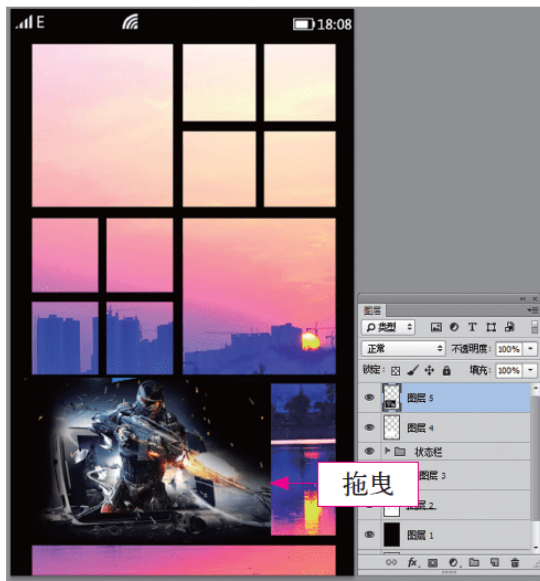 E
18:08
图层
类型
正常
不透明度: 100%
锁定:
填充: 100%
图层 5
图层 4
状态栏
图层 3
图层 2
图层 1
fx
拖曳